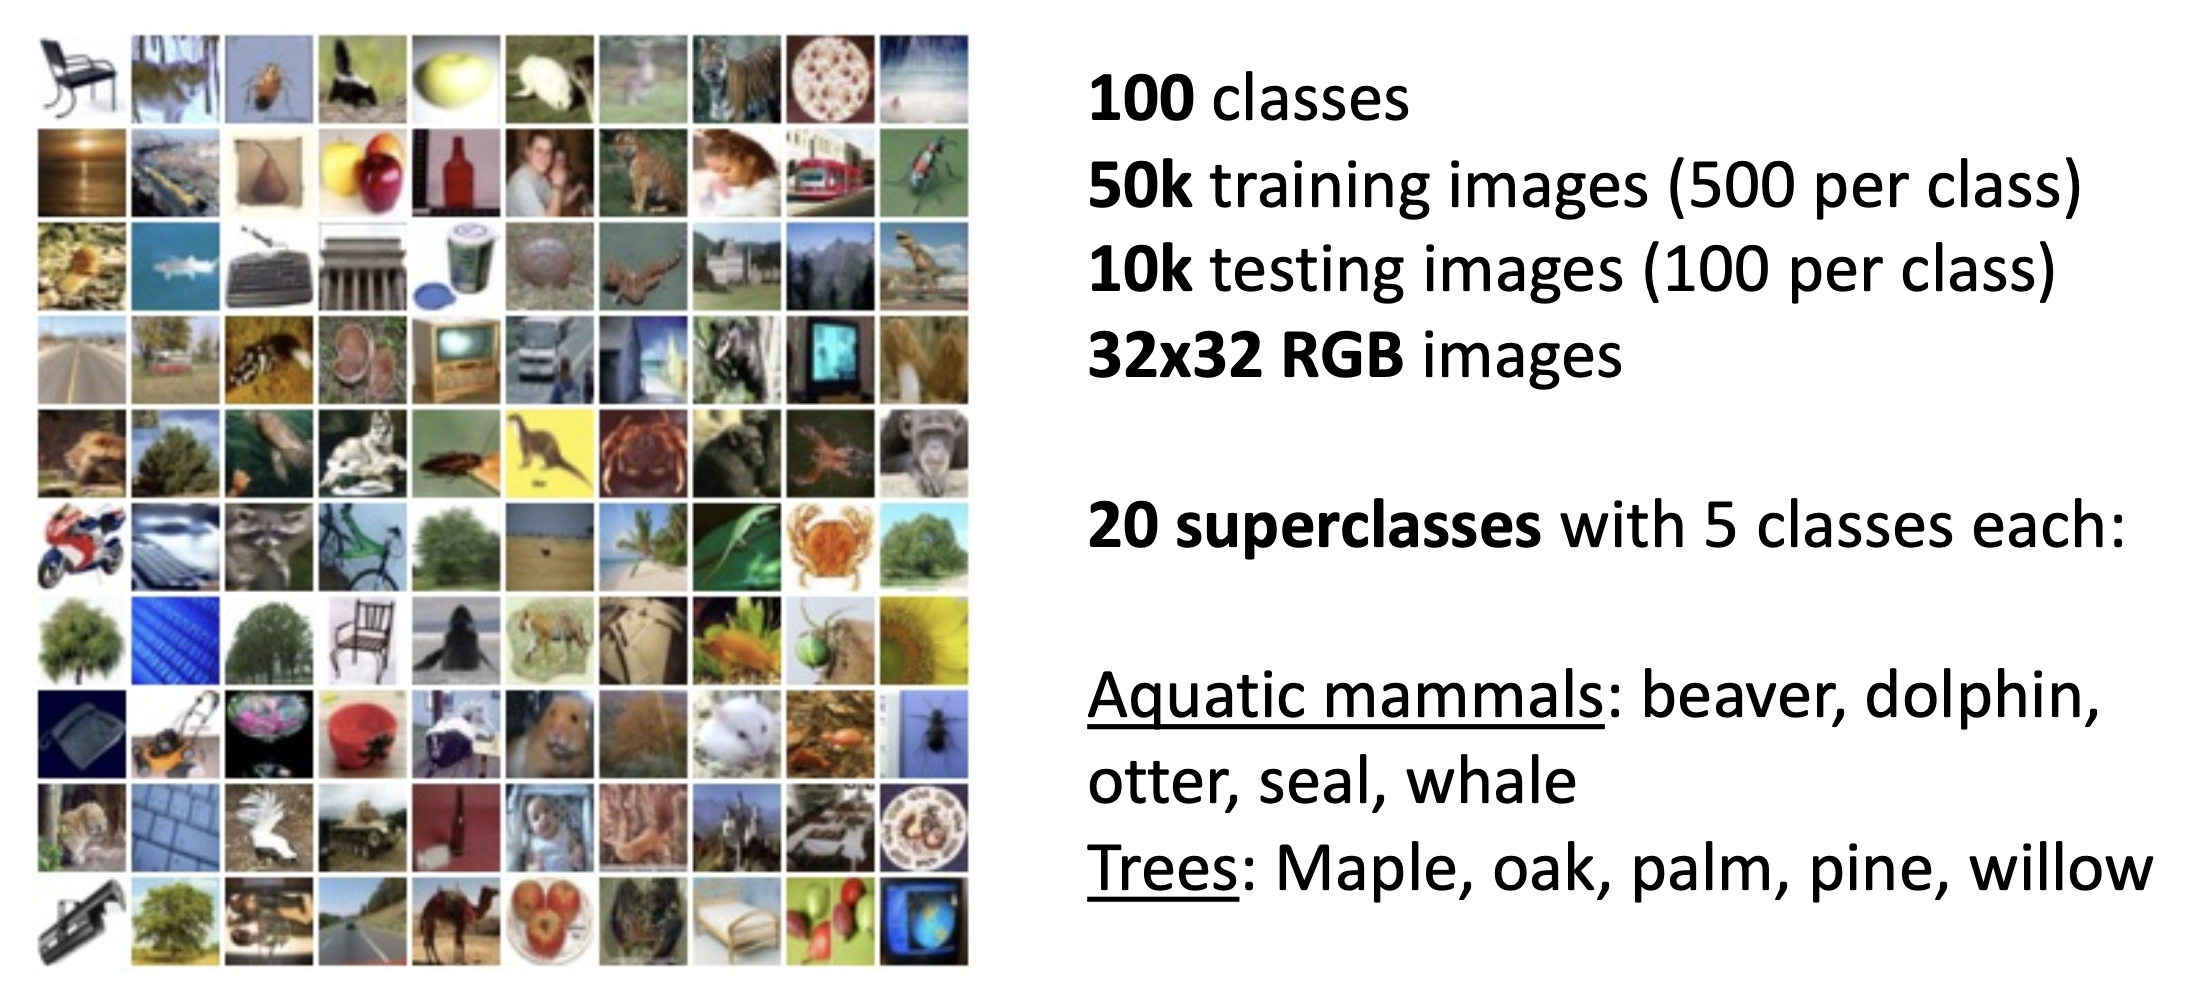 100 classes
50k training images (500 per class)
10k testing images (100 per class)
32x32 RGB images
20 superclasses with 5 classes each:
Aquatic mammals: beaver, dolphin,
otter, seal, whale
Trees: Maple, oak, palm, pine, willow